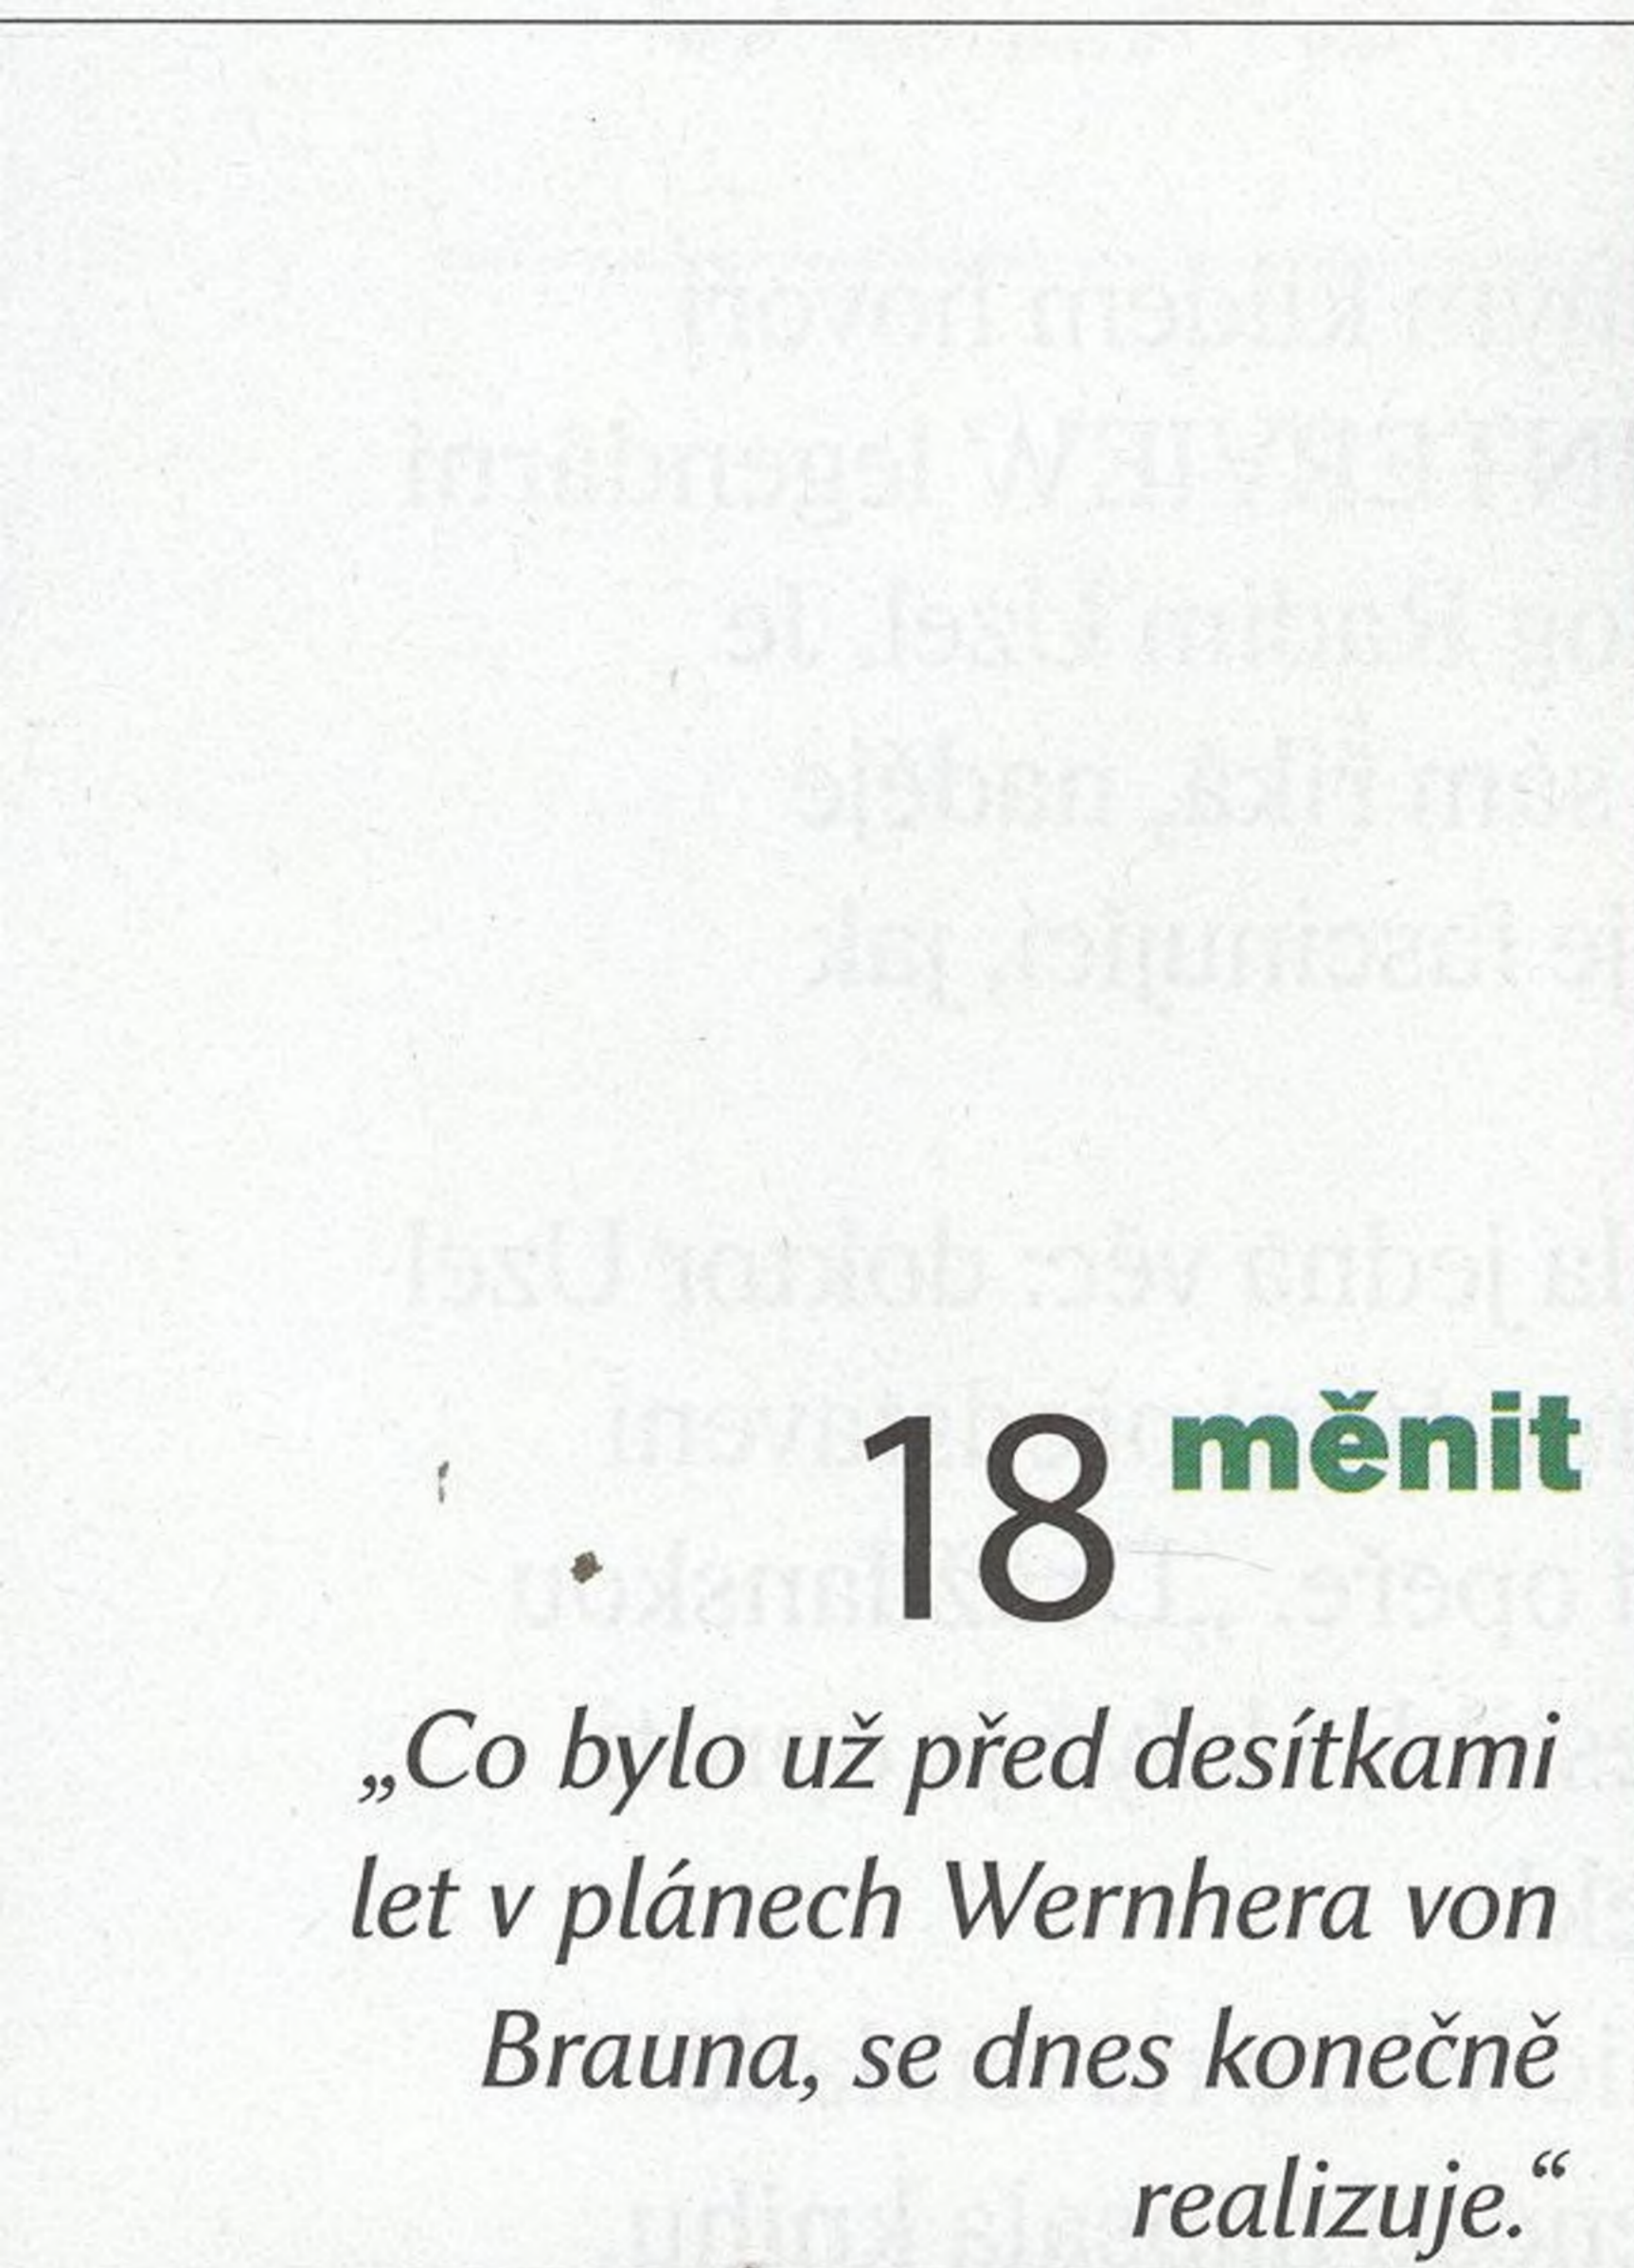 18 měnit
„Co bylo už před desítkami
let v plánech Wernhera von
Brauna, se dnes konečně
realizuje.“